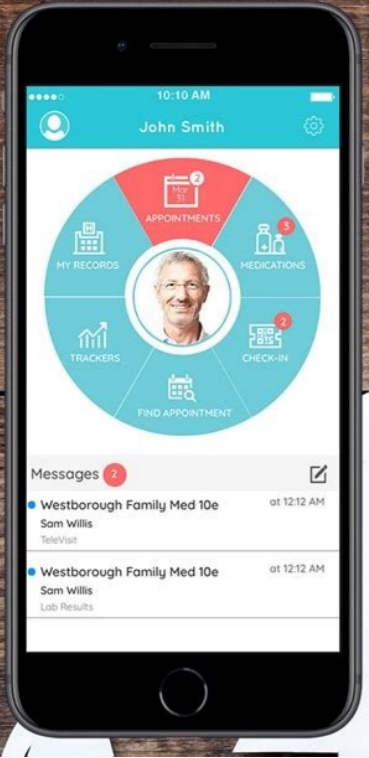 10:10 AM
John Smith
2
Mar
31
APPOINTMENTS
3
MY RECORDS
MEDICATIONS
2
TRACKERS
CHECK-IN
FIND APPOINTMENT
Messages 2
Westborough Family Med 10e at 12:12 AM
Sam Willis
TeleVisit
Westborough Family Med 10e at 12:12 AM
Sam Willis
Lab Results